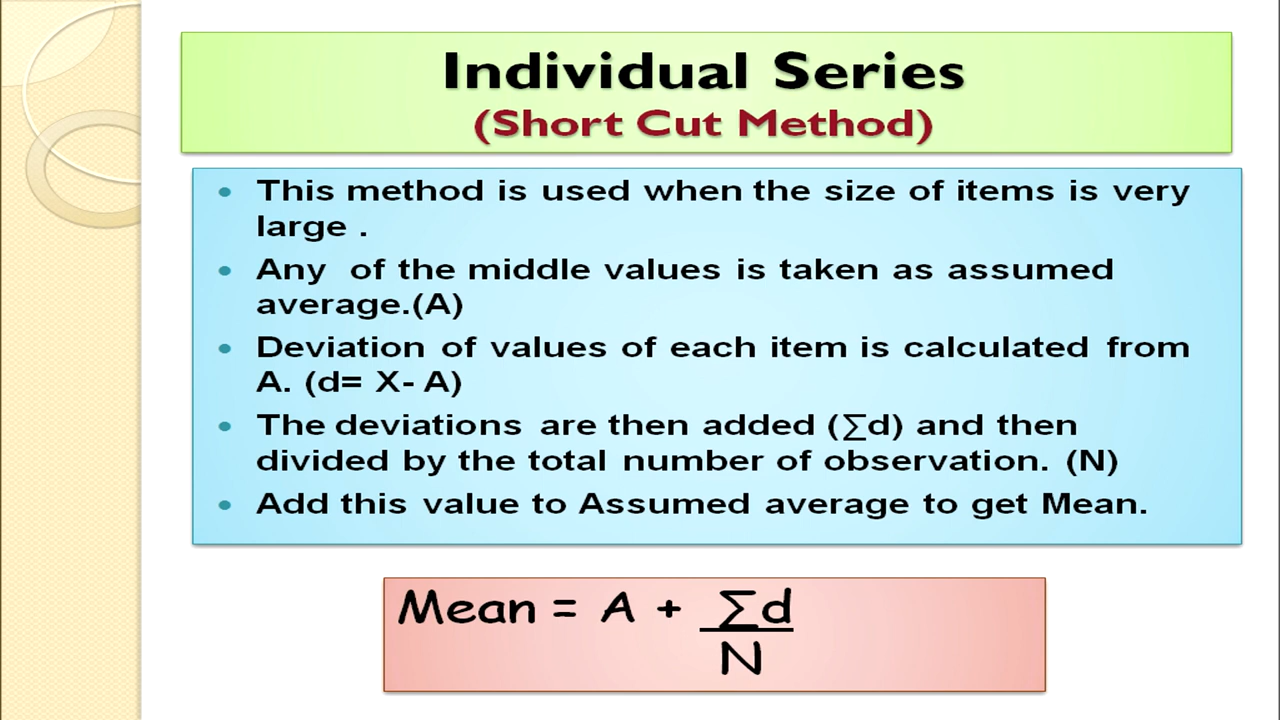 Individual Series
(Short Cut Method)
This method is used when the size of items is very
large .
Any of the middle values is taken as assumed
average.(A)
Deviation of values of each item is calculated from
A. (d= X- A)
The deviations are then added (∑d) and then
divided by the total number of observation. (N)
Add this value to Assumed average to get Mean.
Mean = A + ∑d
N